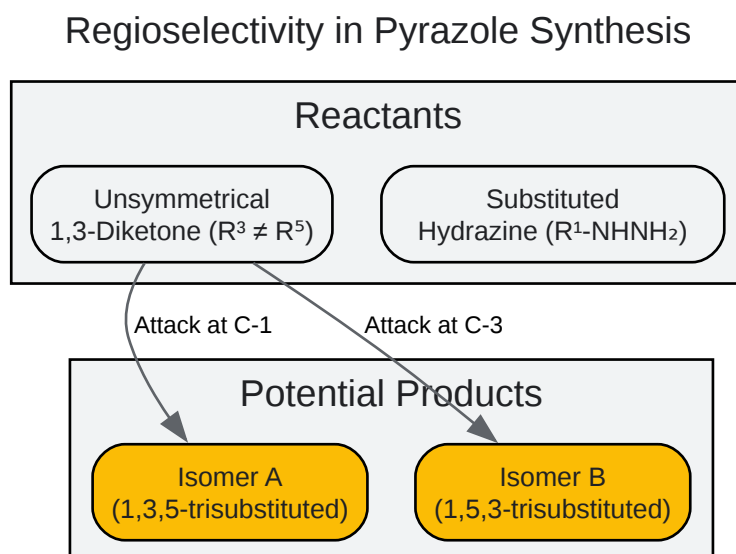 Regioselectivity in Pyrazole Synthesis
Reactants
Unsymmetrical
1,3-Diketone (R³ ≠ R⁵)
Substituted
Hydrazine (R¹-NHNH₂)
Attack at C-1
Attack at C-3
Potential Products
Isomer A
(1,3,5-trisubstituted)
Isomer B
(1,5,3-trisubstituted)